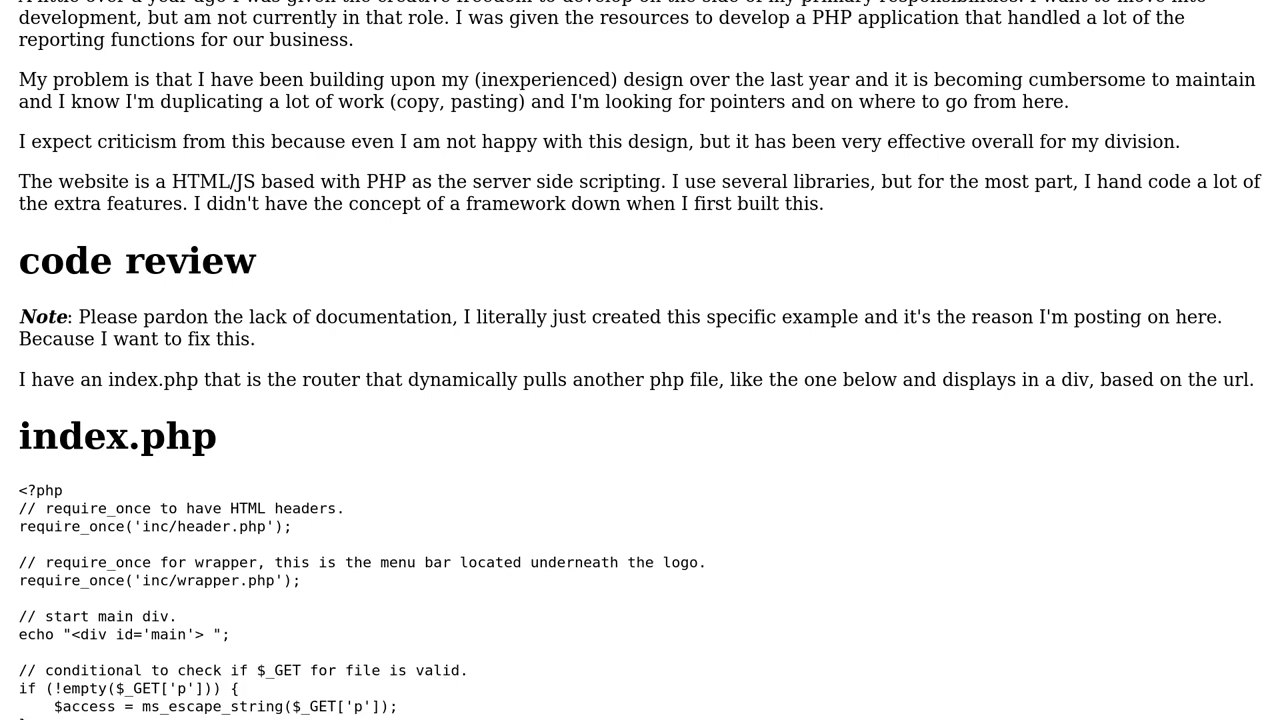 development, but am not currently in that role. I was given the resources to develop a PHP application that handled a lot of the
reporting functions for our business.
My problem is that I have been building upon my (inexperienced) design over the last year and it is becoming cumbersome to maintain
and I know I'm duplicating a lot of work (copy, pasting) and I'm looking for pointers and on where to go from here.
I expect criticism from this because even I am not happy with this design, but it has been very effective overall for my division.
The website is a HTML/JS based with PHP as the server side scripting. I use several libraries, but for the most part, I hand code a lot of
the extra features. I didn't have the concept of a framework down when I first built this.
code review
Note: Please pardon the lack of documentation, I literally just created this specific example and it's the reason I'm posting on here.
Because I want to fix this.
I have an index.php that is the router that dynamically pulls another php file, like the one below and displays in a div, based on the url.
index.php
<?php
// require_once to have HTML headers.
require_once('inc/header.php');
// require_once for wrapper, this is the menu bar located underneath the logo.
require_once('inc/wrapper.php');
// start main div.
echo "<div id='main'> ";
// conditional to check if $_GET for file is valid.
if (!empty($_GET['p'])) {
    $access = ms_escape_string($_GET['p']);